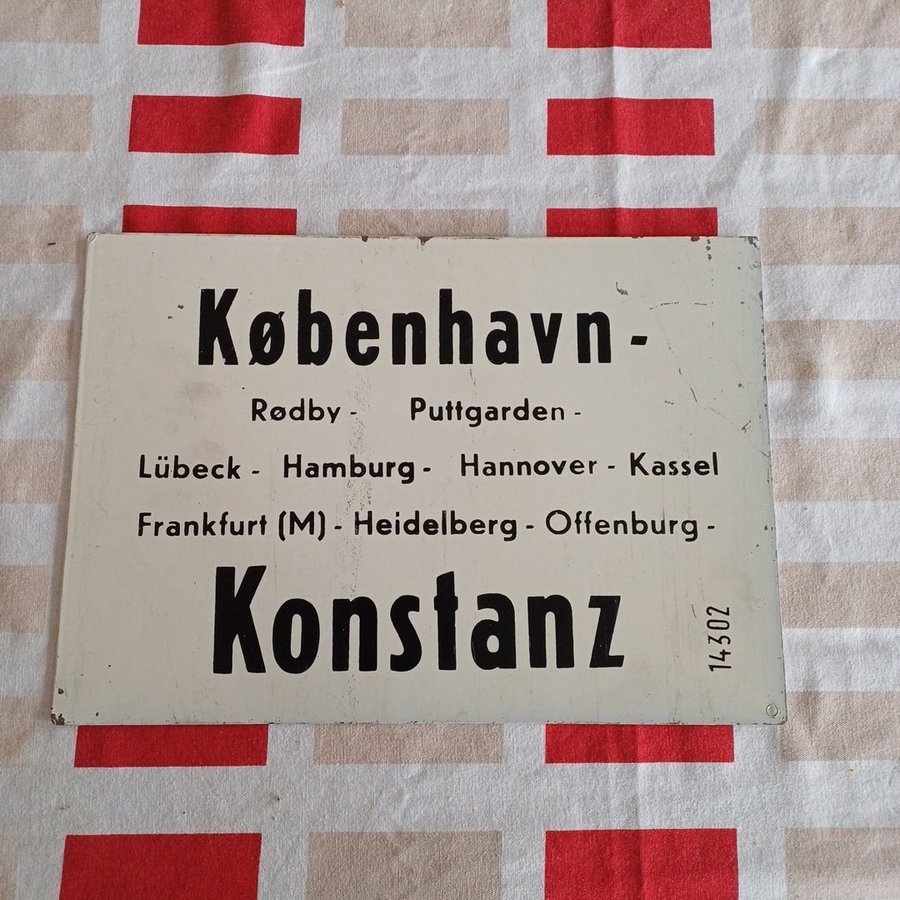 København -
Rødby - Puttgarden -
Lübeck - Hamburg - Hannover - Kassel
Frankfurt (M) - Heidelberg - Offenburg -
Konstanz
14302